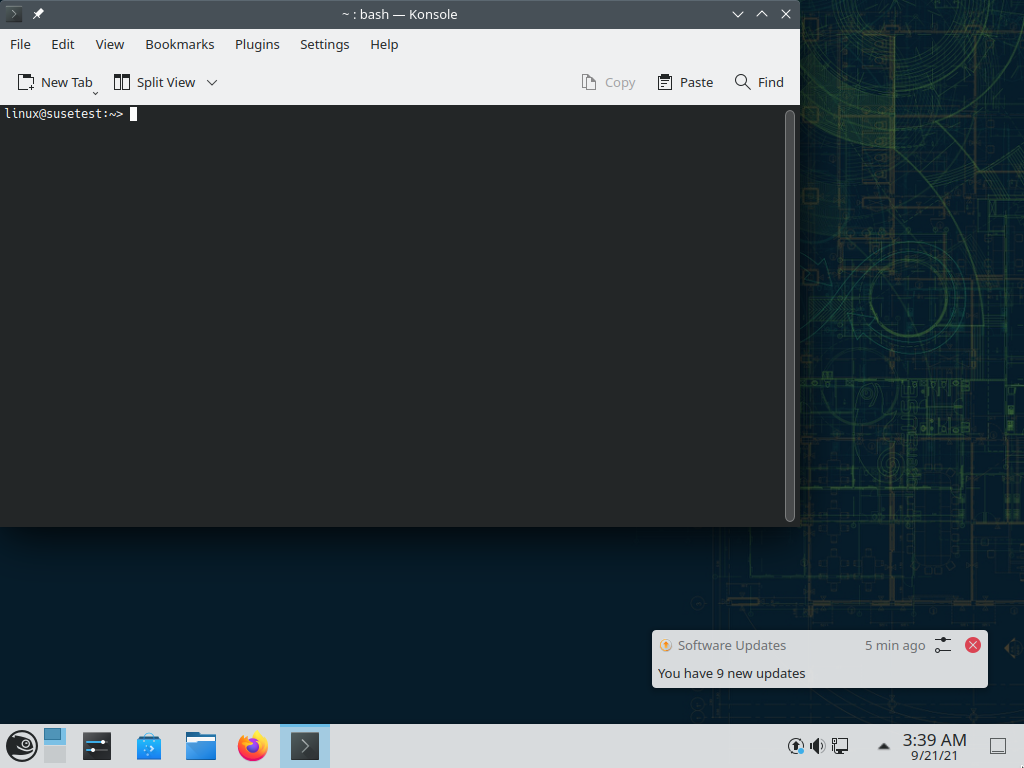 ~ : bash — Konsole
File Edit View Bookmarks Plugins Settings Help
New Tab Split View Copy Paste Find
linux@susetest:~>
Software Updates 5 min ago
You have 9 new updates
3:39 AM
9/21/21